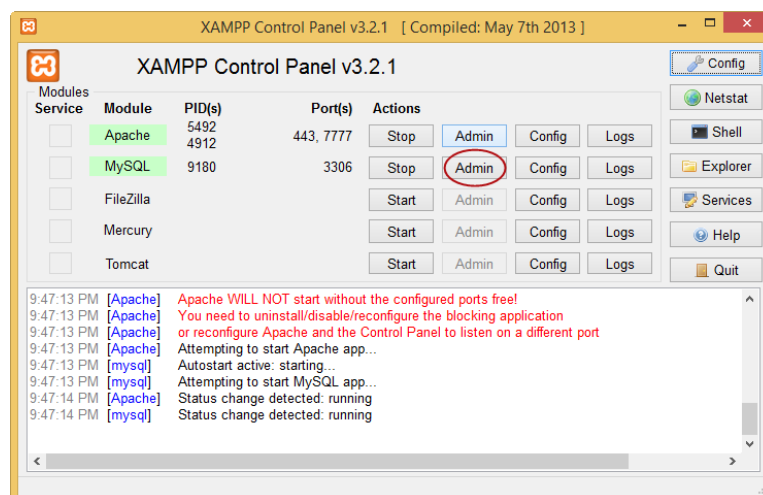 XAMPP Control Panel v3.2.1 [ Compiled: May 7th 2013 ]
XAMPP Control Panel v3.2.1
Config
Modules
Service Module PID(s) Port(s) Actions
Netstat
Apache 5492 4912 443, 7777 Stop Admin Config Logs
Shell
MySQL 9180 3306 Stop Admin Config Logs
Explorer
FileZilla Start Admin Config Logs
Services
Mercury Start Admin Config Logs
Help
Tomcat Start Admin Config Logs
Quit
9:47:13 PM [Apache] Apache WILL NOT start without the configured ports free!
9:47:13 PM [Apache] You need to uninstall/disable/reconfigure the blocking application
9:47:13 PM [Apache] or reconfigure Apache and the Control Panel to listen on a different port
9:47:13 PM [Apache] Attempting to start Apache app...
9:47:13 PM [mysql] Autostart active: starting...
9:47:13 PM [mysql] Attempting to start MySQL app...
9:47:14 PM [Apache] Status change detected: running
9:47:14 PM [mysql] Status change detected: running